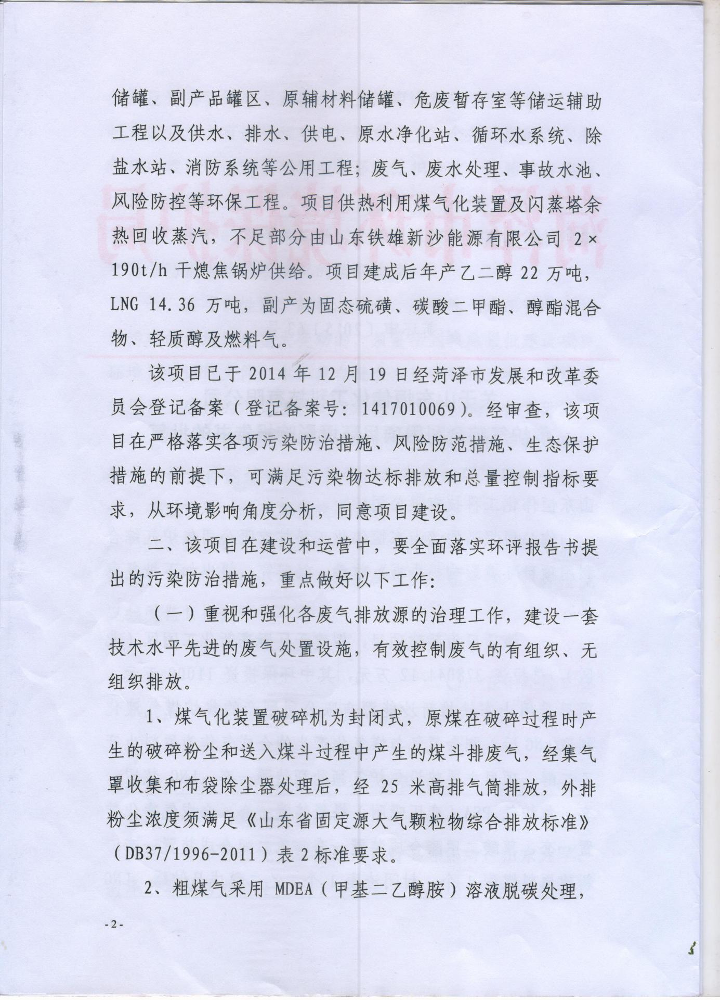 储罐、副产品罐区、原辅材料储罐、危废暂存室等储运辅助
工程以及供水、排水、供电、原水净化站、循环水系统、除
盐水站、消防系统等公用工程；废气、废水处理、事故水池、
风险防控等环保工程。项目供热利用煤气化装置及闪蒸塔余
热回收蒸汽，不足部分由山东铁雄新沙能源有限公司 2×
190t/h 干熄焦锅炉供给。项目建成后年产乙二醇 22 万吨，
LNG 14.36 万吨，副产为固态硫磺、碳酸二甲酯、醇酯混合
物、轻质醇及燃料气。
该项目已于 2014 年 12 月 19 日经菏泽市发展和改革委
员会登记备案（登记备案号：1417010069）。经审查，该项
目在严格落实各项污染防治措施、风险防范措施、生态保护
措施的前提下，可满足污染物达标排放和总量控制指标要
求，从环境影响角度分析，同意项目建设。
二、该项目在建设和运营中，要全面落实环评报告书提
出的污染防治措施，重点做好以下工作：
（一）重视和强化各废气排放源的治理工作，建设一套
技术水平先进的废气处置设施，有效控制废气的有组织、无
组织排放。
1、煤气化装置破碎机为封闭式，原煤在破碎过程时产
生的破碎粉尘和送入煤斗过程中产生的煤斗排废气，经集气
罩收集和布袋除尘器处理后，经 25 米高排气筒排放，外排
粉尘浓度须满足《山东省固定源大气颗粒物综合排放标准》
（DB37/1996-2011）表 2 标准要求。
2、粗煤气采用 MDEA（甲基二乙醇胺）溶液脱碳处理，
-2-